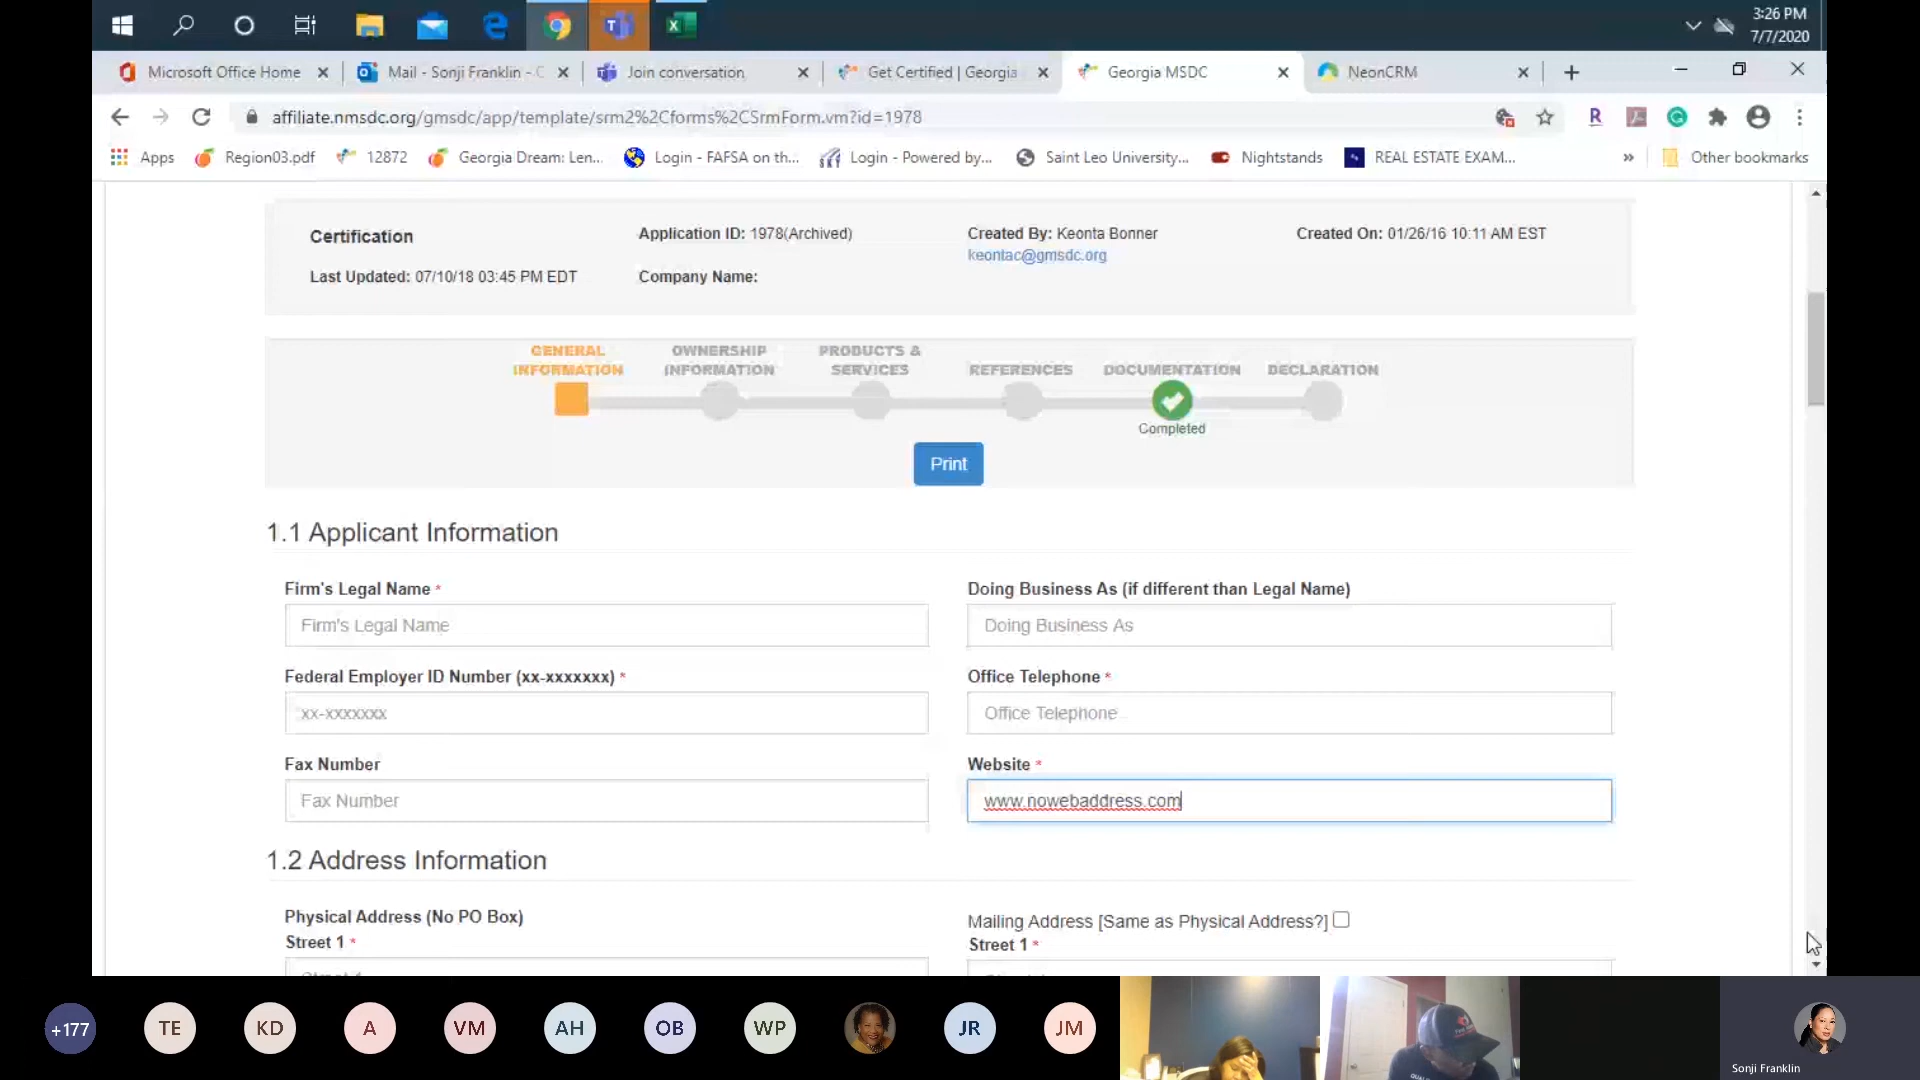 3:26 PM
7/7/2020
Microsoft Office Home
Mail - Sonji Franklin - C
Join conversation
Get Certified | Georgia
Georgia MSDC
NeonCRM
affiliate.nmsdc.org/gmsdc/app/template/srm2%2Cforms%2CSrmForm.vm?id=1978
Apps
Region03.pdf
12872
Georgia Dream: Len...
Login - FAFSA on th...
Login - Powered by...
Saint Leo University...
Nightstands
REAL ESTATE EXAM...
»
Other bookmarks
Certification
Application ID: 1978(Archived)
Created By: Keonta Bonner
keontac@gmsdc.org
Created On: 01/26/16 10:11 AM EST
Last Updated: 07/10/18 03:45 PM EDT
Company Name:
GENERAL
INFORMATION
OWNERSHIP
INFORMATION
PRODUCTS &
SERVICES
REFERENCES
DOCUMENTATION
DECLARATION
Completed
Print
1.1 Applicant Information
Firm's Legal Name *
Firm's Legal Name
Doing Business As (if different than Legal Name)
Doing Business As
Federal Employer ID Number (xx-xxxxxxx) *
xx-xxxxxxx
Office Telephone *
Office Telephone
Fax Number
Fax Number
Website *
www.nowebaddress.com
1.2 Address Information
Physical Address (No PO Box)
Street 1 *
Mailing Address [Same as Physical Address?]
Street 1 *
+177
TE
KD
A
VM
AH
OB
WP
JR
JM
Sonji Franklin